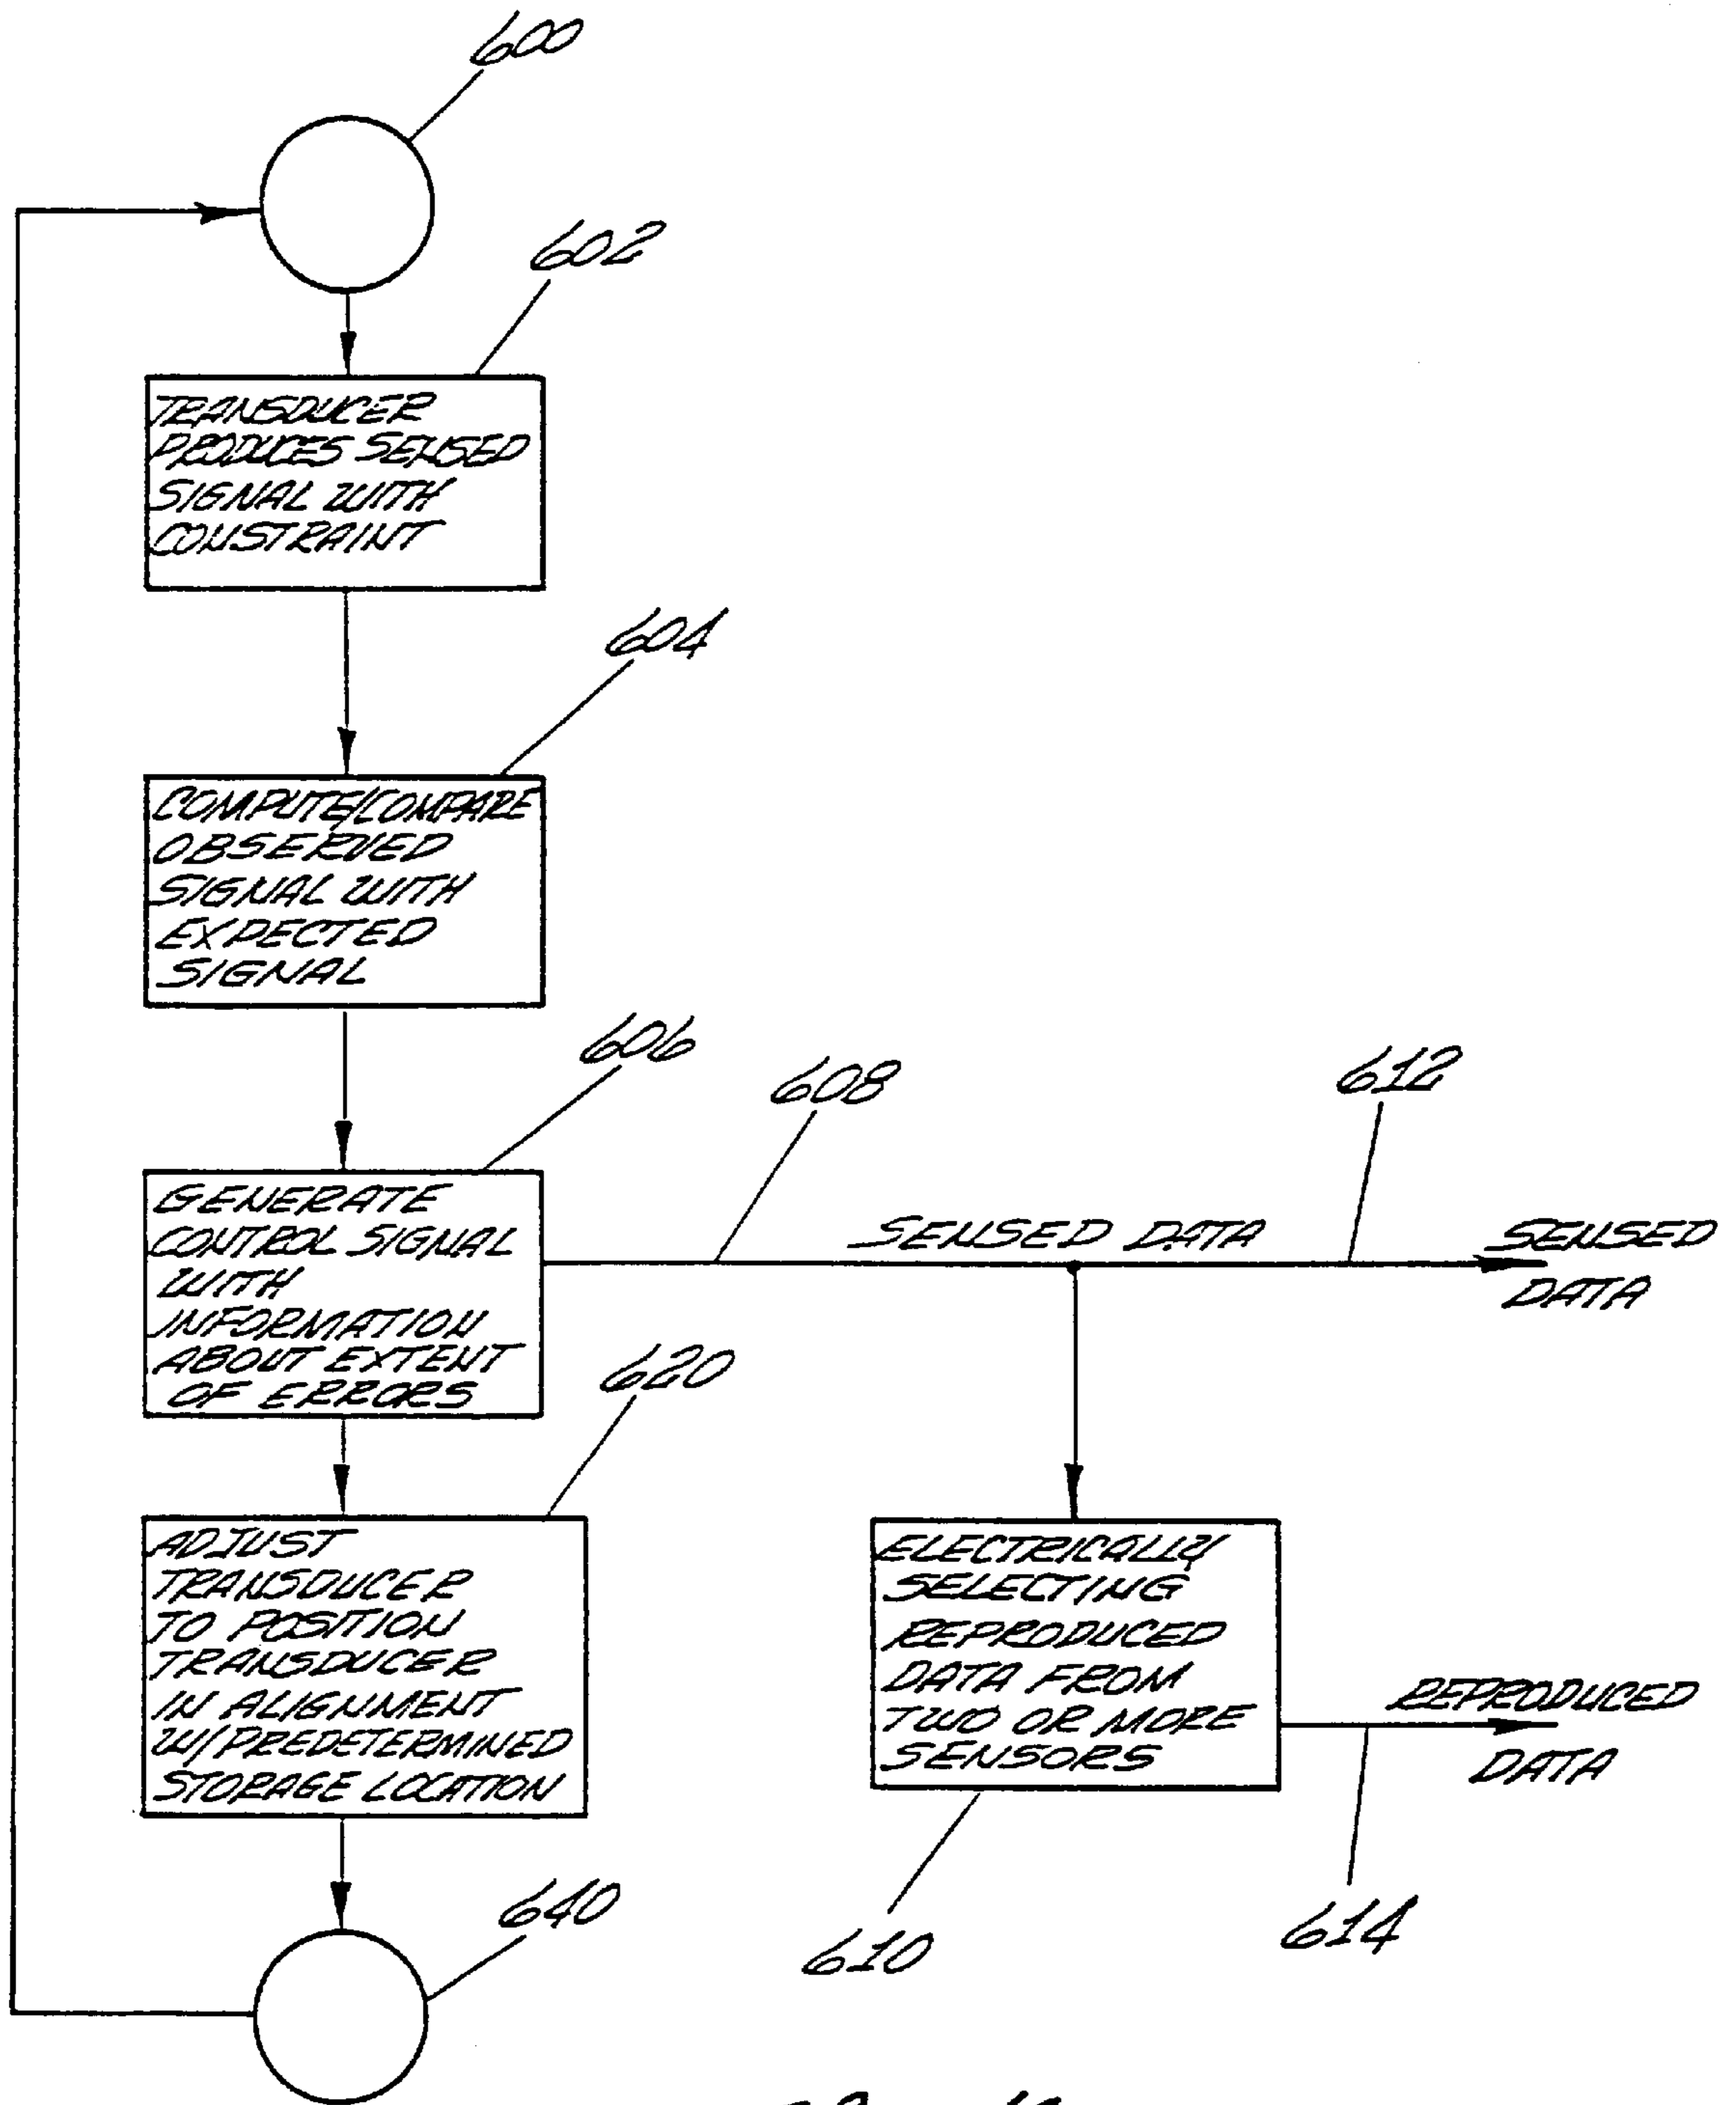 600
602
TRANSDUCER
PRODUCES SENSED
SIGNAL WITH
CONSTRAINT
604
COMPUTE/COMPARE
OBSERVED
SIGNAL WITH
EXPECTED
SIGNAL
606
608
612
GENERATE
CONTROL SIGNAL
WITH
INFORMATION
ABOUT EXTENT
OF ERRORS
SENSED DATA
SENSED
DATA
620
ADJUST
TRANSDUCER
TO POSITION
TRANSDUCER
IN ALIGNMENT
W/PREDETERMINED
STORAGE LOCATION
ELECTRICALLY
SELECTING
REPRODUCED
DATA FROM
TWO OR MORE
SENSORS
REPRODUCED
DATA
640
610
614